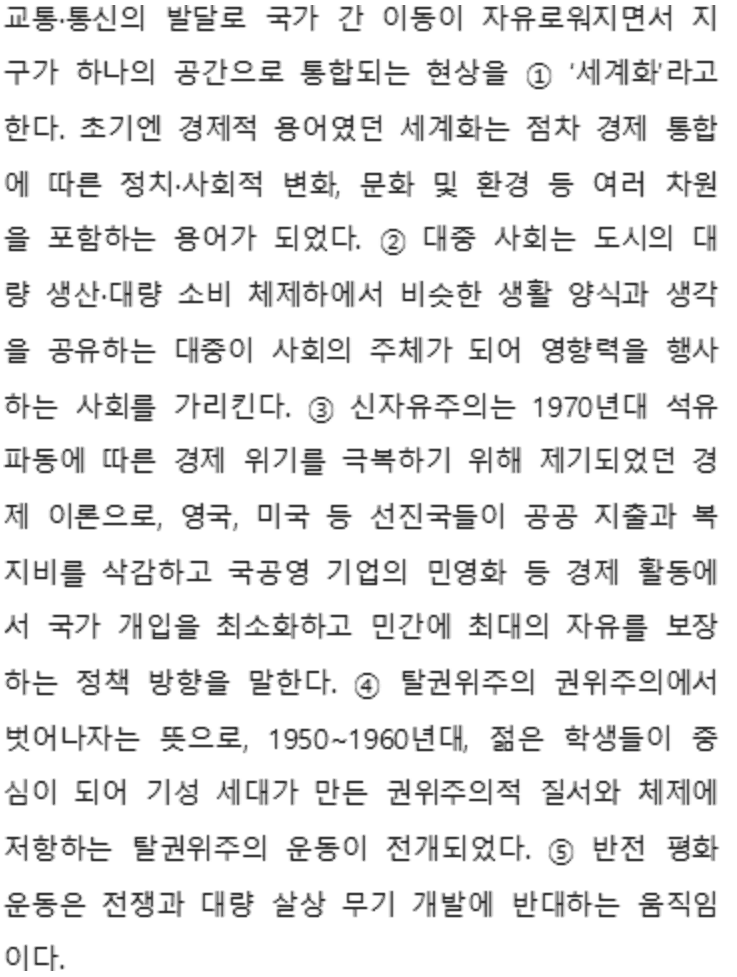 교통·통신의 발달로 국가 간 이동이 자유로워지면서 지
구가 하나의 공간으로 통합되는 현상을 ① '세계화'라고
한다. 초기엔 경제적 용어였던 세계화는 점차 경제 통합
에 따른 정치·사회적 변화, 문화 및 환경 등 여러 차원
을 포함하는 용어가 되었다. ② 대중 사회는 도시의 대
량 생산·대량 소비 체제하에서 비슷한 생활 양식과 생각
을 공유하는 대중이 사회의 주체가 되어 영향력을 행사
하는 사회를 가리킨다. ③ 신자유주의는 1970년대 석유
파동에 따른 경제 위기를 극복하기 위해 제기되었던 경
제 이론으로, 영국, 미국 등 선진국들이 공공 지출과 복
지비를 삭감하고 국공영 기업의 민영화 등 경제 활동에
서 국가 개입을 최소화하고 민간에 최대의 자유를 보장
하는 정책 방향을 말한다. ④ 탈권위주의 권위주의에서
벗어나자는 뜻으로, 1950~1960년대, 젊은 학생들이 중
심이 되어 기성 세대가 만든 권위주의적 질서와 체제에
저항하는 탈권위주의 운동이 전개되었다. ⑤ 반전 평화
운동은 전쟁과 대량 살상 무기 개발에 반대하는 움직임
이다.